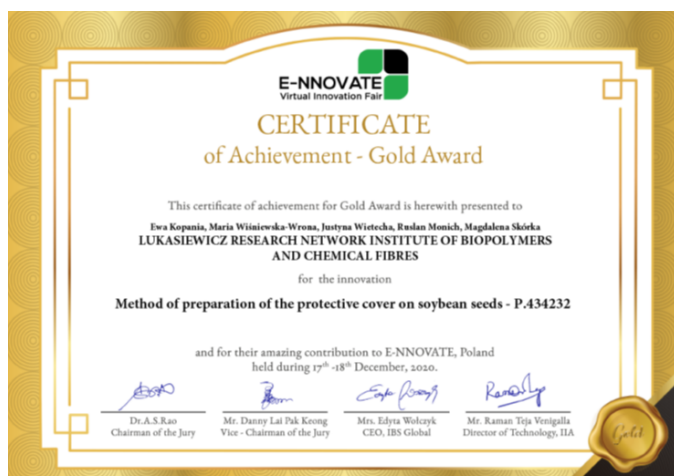 E-NNOVATE
Virtual Innovation Fair
CERTIFICATE
of Achievement - Gold Award
This certificate of achievement for Gold Award is herewith presented to
Ewa Kopania, Maria Wiśniewska-Wrona, Justyna Wietecha, Ruslan Monich, Magdalena Skórka
LUKASIEWICZ RESEARCH NETWORK INSTITUTE OF BIOPOLYMERS
AND CHEMICAL FIBRES
for the innovation
Method of preparation of the protective cover on soybean seeds - P.434232
and for their amazing contribution to E-NNOVATE, Poland
held during 17th -18th December, 2020.
Dr.A.S.Rao
Chairman of the Jury
Mr. Danny Lai Pak Keong
Vice - Chairman of the Jury
Mrs. Edyta Wołczyk
CEO, IBS Global
Mr. Raman Teja Venigalla
Director of Technology, IIA
Gold